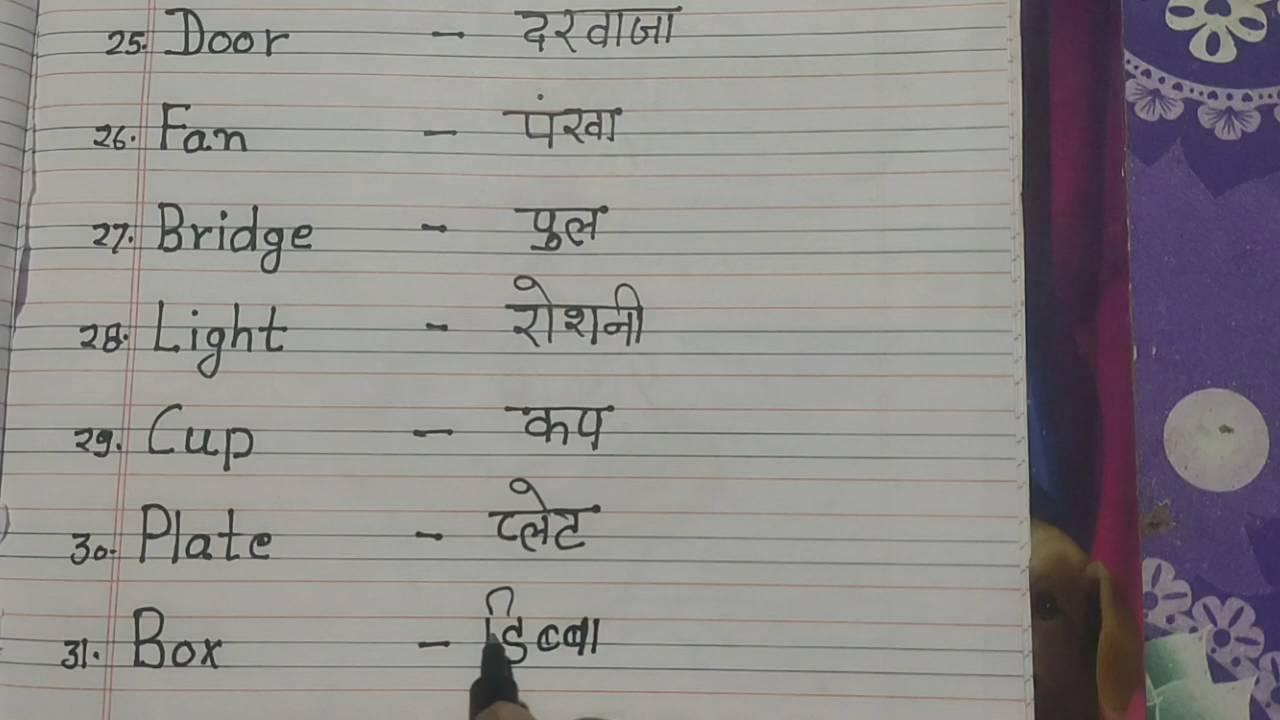 25. Door - दरवाजा
26. Fan - पंखा
27. Bridge - पुल
28. Light - रोशनी
29. Cup - कप
30. Plate - प्लेट
31. Box - डिब्बा